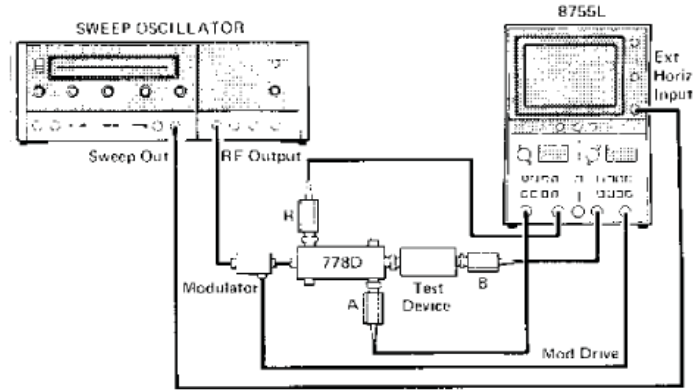 8755L
SWEEP OSCILLATOR
Ext
Horiz
Input
Sweep Out
RF Output
R
778D
Modulator
Test
Device
A
B
Mod Drive